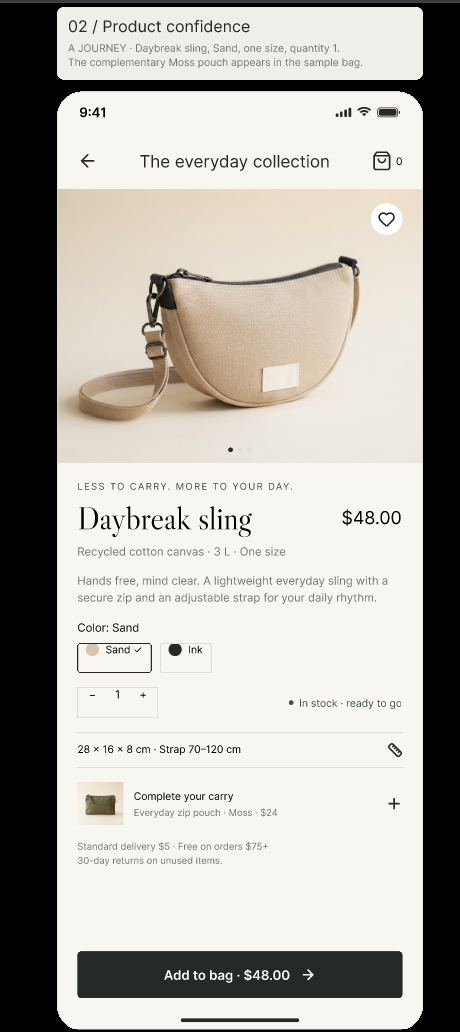 02 / Product confidence
A JOURNEY · Daybreak sling, Sand, one size, quantity 1.
The complementary Moss pouch appears in the sample bag.
9:41
The everyday collection
0
LESS TO CARRY. MORE TO YOUR DAY.
Daybreak sling
$48.00
Recycled cotton canvas · 3 L · One size
Hands free, mind clear. A lightweight everyday sling with a
secure zip and an adjustable strap for your daily rhythm.
Color: Sand
Sand ✓
Ink
− 1 +
In stock · ready to go
28 × 16 × 8 cm · Strap 70–120 cm
Complete your carry
Everyday zip pouch · Moss · $24
+
Standard delivery $5 · Free on orders $75+
30-day returns on unused items.
Add to bag · $48.00 →